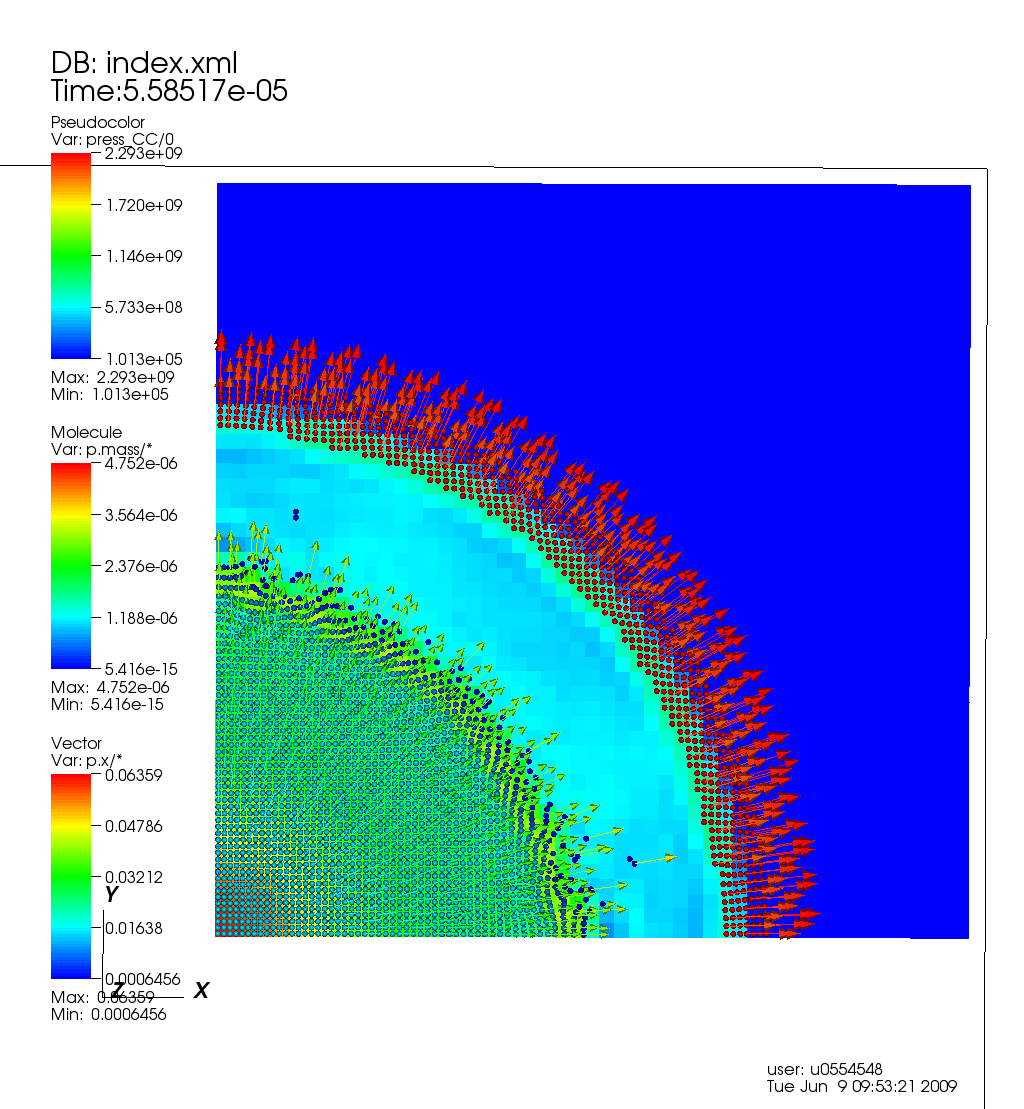 DB: index.xml
Time:5.58517e-05
Pseudocolor
Var: press_CC/0
2.293e+09
1.720e+09
1.146e+09
5.733e+08
1.013e+05
Max: 2.293e+09
Min: 1.013e+05
Molecule
Var: p.mass/*
4.752e-06
3.564e-06
2.376e-06
1.188e-06
5.416e-15
Max: 4.752e-06
Min: 5.416e-15
Vector
Var: p.x/*
0.06359
0.04786
0.03212
Y
0.01638
0.0006456
Z
X
Max: 0.06359
Min: 0.0006456
user: u0554548
Tue Jun 9 09:53:21 2009